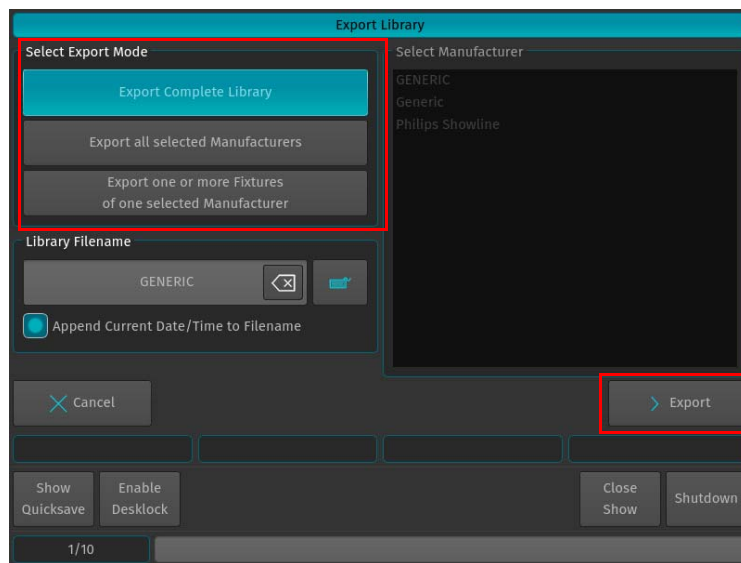 Export Library
Select Export Mode
Export Complete Library
Export all selected Manufacturers
Export one or more Fixtures
of one selected Manufacturer
Select Manufacturer
GENERIC
Generic
Philips Showline
Library Filename
GENERIC
Append Current Date/Time to Filename
Cancel
Export
Show
Quicksave
Enable
Desklock
Close
Show
Shutdown
1/10